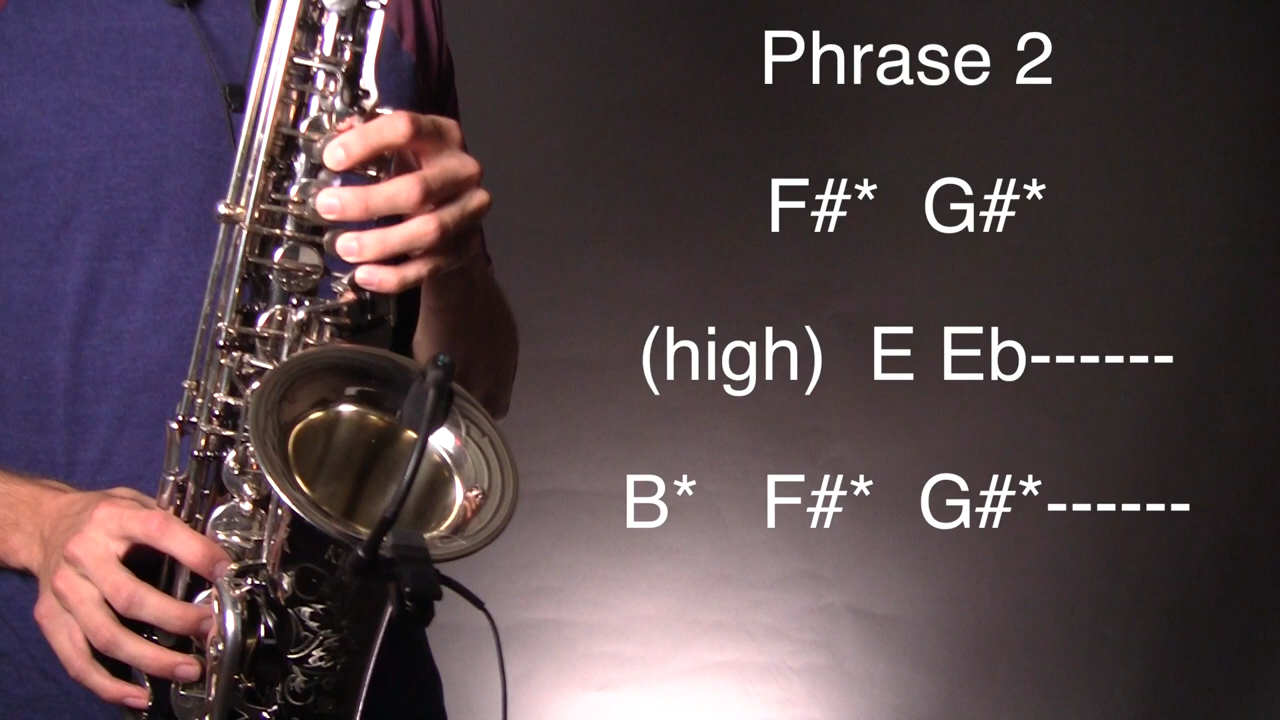 Phrase 2
F#* G#*
(high) E Eb------
B* F#* G#*------